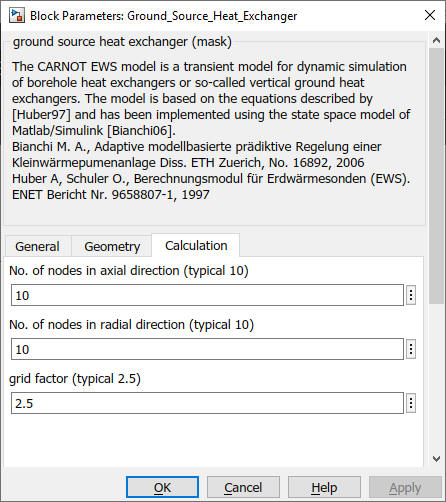 Block Parameters: Ground_Source_Heat_Exchanger
ground source heat exchanger (mask)
The CARNOT EWS model is a transient model for dynamic simulation
of borehole heat exchangers or so-called vertical ground heat
exchangers. The model is based on the equations described by
[Huber97] and has been implemented using the state space model of
Matlab/Simulink [Bianchi06].
Bianchi M. A., Adaptive modellbasierte prädiktive Regelung einer
Kleinwärmepumenanlage Diss. ETH Zuerich, No. 16892, 2006
Huber A, Schuler O., Berechnungsmodul für Erdwärmesonden (EWS).
ENET Bericht Nr. 9658807-1, 1997
General Geometry Calculation
No. of nodes in axial direction (typical 10)
10
No. of nodes in radial direction (typical 10)
10
grid factor (typical 2.5)
2.5
OK Cancel Help Apply